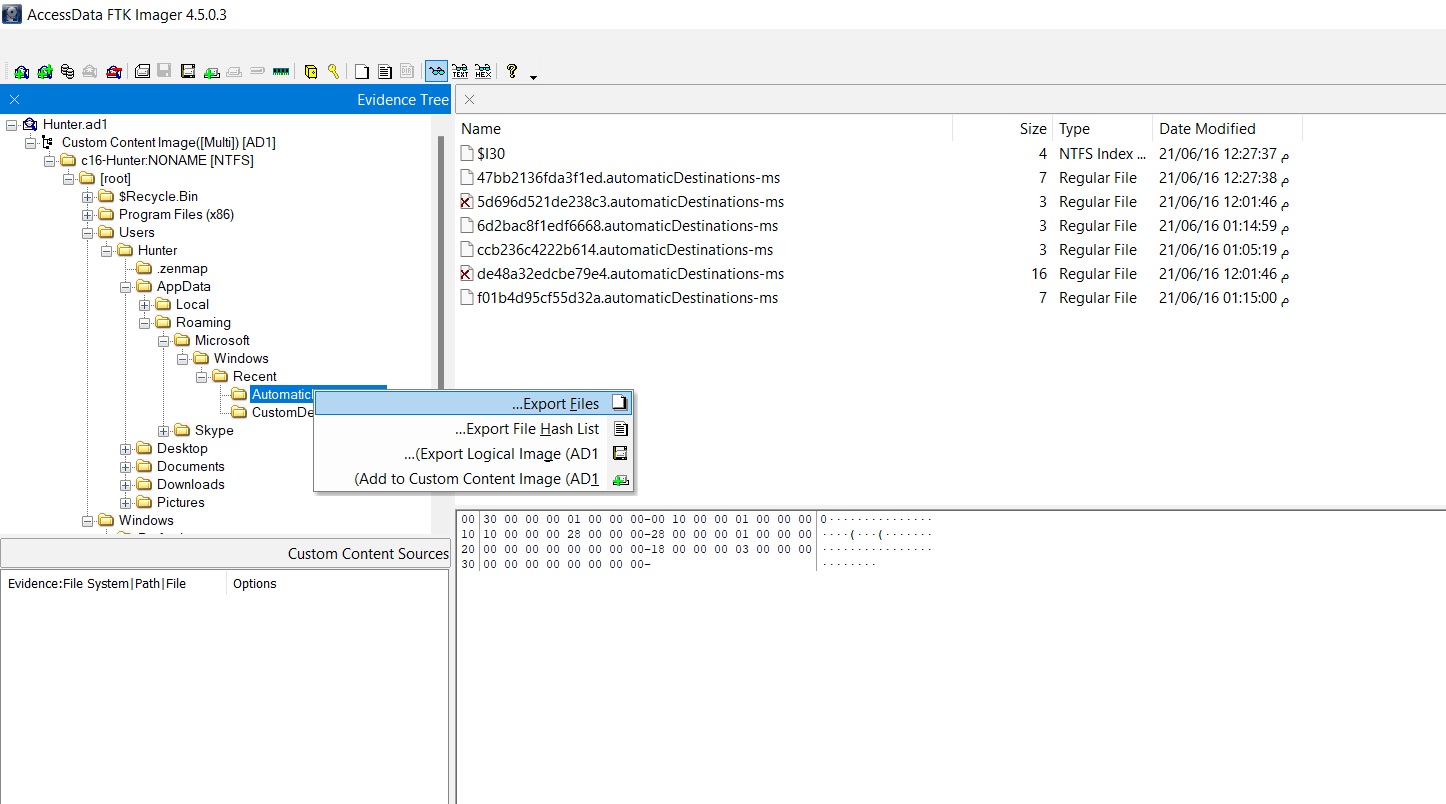 AccessData FTK Imager 4.5.0.3
Evidence Tree
Hunter.ad1
Custom Content Image([Multi]) [AD1]
c16-Hunter:NONAME [NTFS]
[root]
$Recycle.Bin
Program Files (x86)
Users
Hunter
.zenmap
AppData
Local
Roaming
Microsoft
Windows
Recent
Automatic
CustomDe
Skype
Desktop
Documents
Downloads
Pictures
Windows
...Export Files
...Export File Hash List
...(Export Logical Image (AD1
(Add to Custom Content Image (AD1
Name Size Type Date Modified
$I30 4 NTFS Index ... 21/06/16 12:27:37 م
47bb2136fda3f1ed.automaticDestinations-ms 7 Regular File 21/06/16 12:27:38 م
5d696d521de238c3.automaticDestinations-ms 3 Regular File 21/06/16 12:01:46 م
6d2bac8f1edf6668.automaticDestinations-ms 3 Regular File 21/06/16 01:14:59 م
ccb236c4222b614.automaticDestinations-ms 3 Regular File 21/06/16 01:05:19 م
de48a32edcbe79e4.automaticDestinations-ms 16 Regular File 21/06/16 12:01:46 م
f01b4d95cf55d32a.automaticDestinations-ms 7 Regular File 21/06/16 01:15:00 م
00 30 00 00 00 01 00 00 00-00 10 00 00 01 00 00 00 0···············
10 10 00 00 00 28 00 00 00-28 00 00 00 01 00 00 00 ····(···(·······
20 00 00 00 00 00 00 00 00-18 00 00 00 03 00 00 00 ················
30 00 00 00 00 00 00 00 00- ········
Custom Content Sources
Evidence:File System|Path|File Options